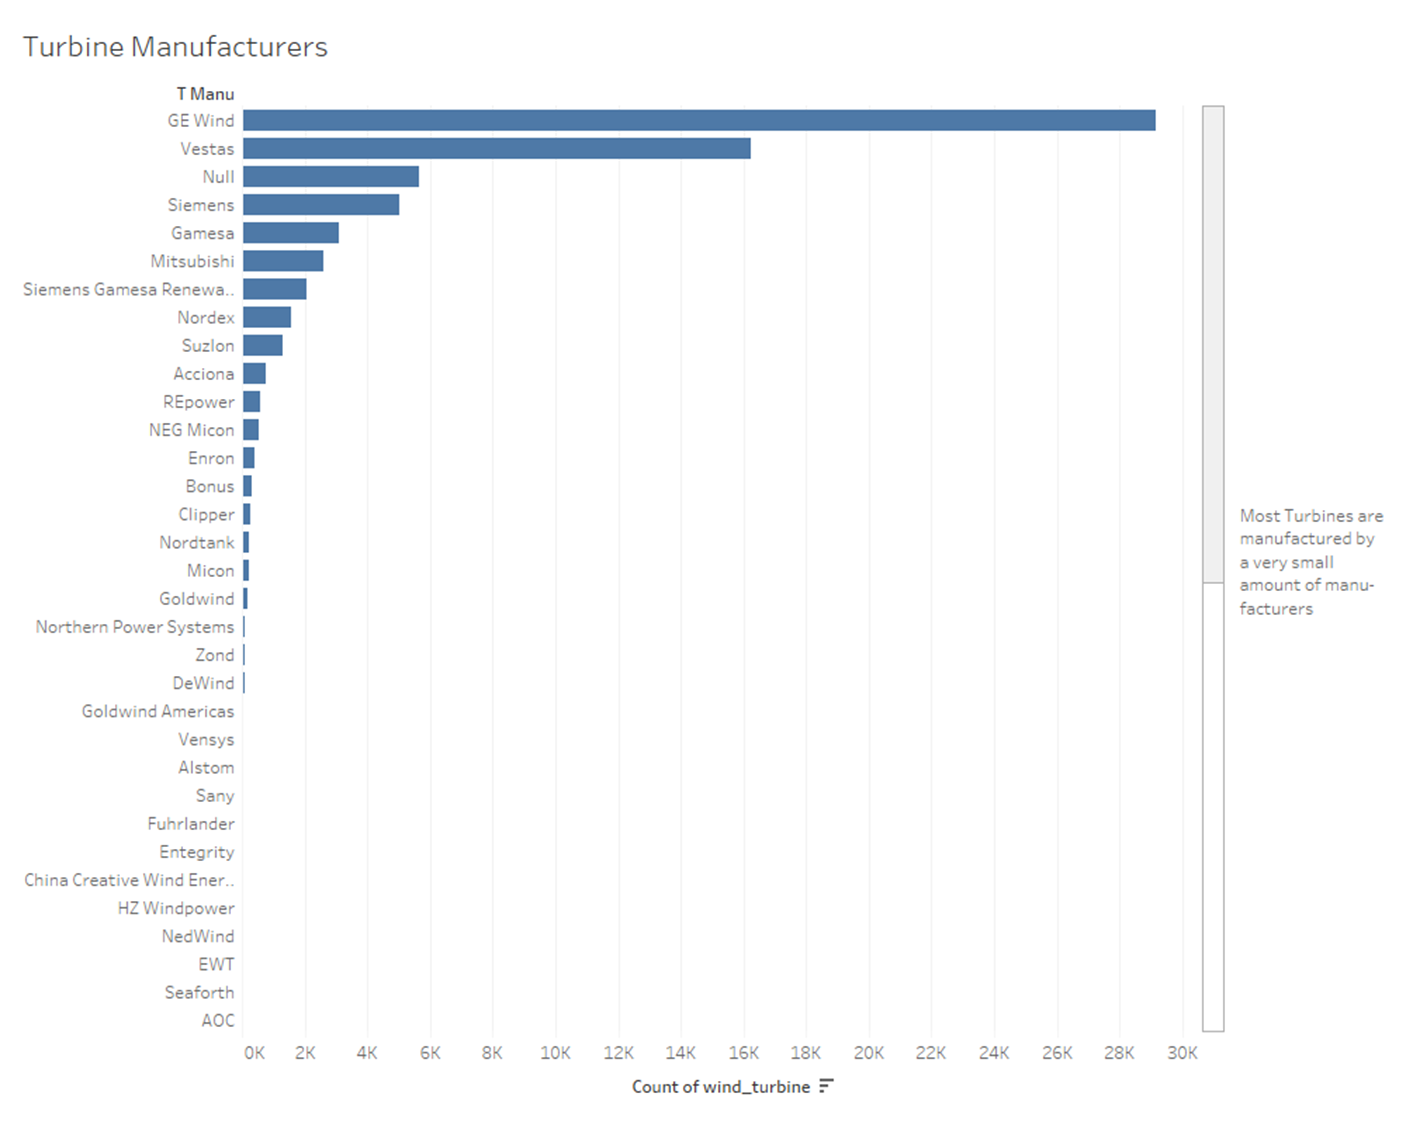 Turbine Manufacturers
T Manu
GE Wind
Vestas
Null
Siemens
Gamesa
Mitsubishi
Siemens Gamesa Renewa..
Nordex
Suzlon
Acciona
REpower
NEG Micon
Enron
Bonus
Clipper
Nordtank
Micon
Goldwind
Northern Power Systems
Zond
DeWind
Goldwind Americas
Vensys
Alstom
Sany
Fuhrlander
Entegrity
China Creative Wind Ener..
HZ Windpower
NedWind
EWT
Seaforth
AOC
0K 2K 4K 6K 8K 10K 12K 14K 16K 18K 20K 22K 24K 26K 28K 30K
Count of wind_turbine
Most Turbines are
manufactured by
a very small
amount of manu-
facturers